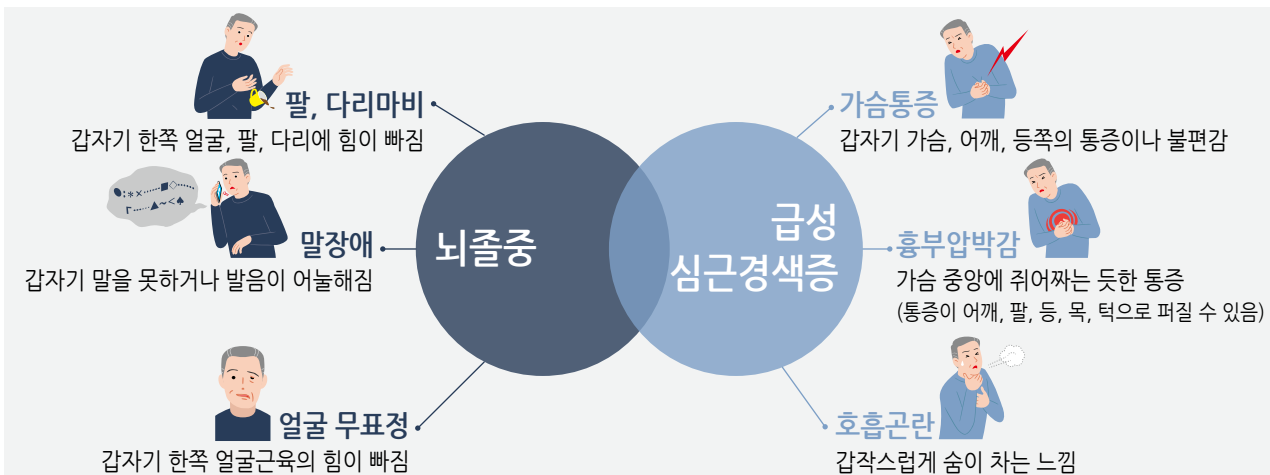 팔, 다리마비
갑자기 한쪽 얼굴, 팔, 다리에 힘이 빠짐
말장애
갑자기 말을 못하거나 발음이 어눌해짐
얼굴 무표정
갑자기 한쪽 얼굴근육의 힘이 빠짐
뇌졸중
급성
심근경색증
가슴통증
갑자기 가슴, 어깨, 등쪽의 통증이나 불편감
흉부압박감
가슴 중앙에 쥐어짜는 듯한 통증
(통증이 어깨, 팔, 등, 목, 턱으로 퍼질 수 있음)
호흡곤란
갑작스럽게 숨이 차는 느낌